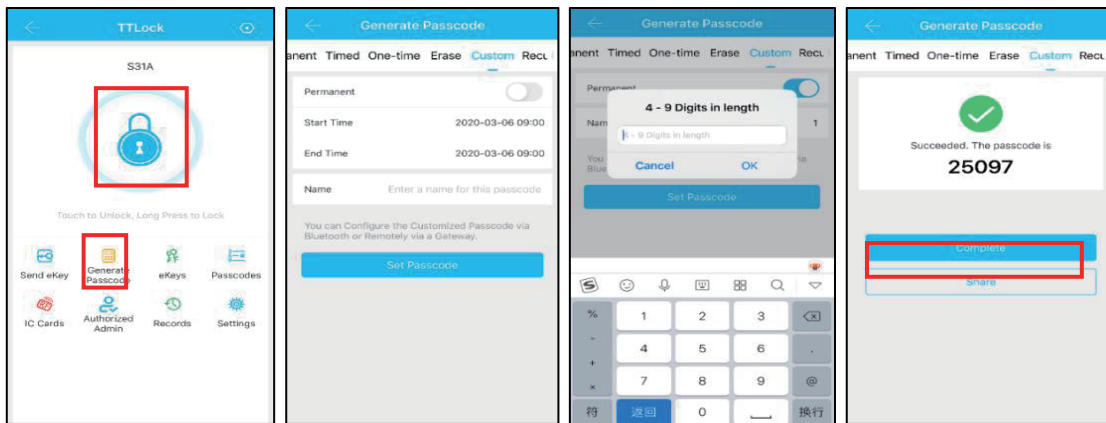 TTLock
S31A
Touch to Unlock, Long Press to Lock
Send eKey
Generate
Passcode
eKeys
Passcodes
IC Cards
Authorized
Admin
Records
Settings
Generate Passcode
anent Timed One-time Erase Custom Recu
Permanent
Start Time 2020-03-06 09:00
End Time 2020-03-06 09:00
Name Enter a name for this passcode
You can Configure the Customized Passcode via
Bluetooth or Remotely via a Gateway.
Set Passcode
Generate Passcode
anent Timed One-time Erase Custom Recu
Permanent
4 - 9 Digits in length
Nam 1
4 - 9 Digits in length
You via
Blue
Cancel OK
Set Passcode
% 1 2 3
- 4 5 6 .
+
× 7 8 9 @
符 返回 0 换行
Generate Passcode
anent Timed One-time Erase Custom Recu
Succeeded. The passcode is
25097
Complete
Share